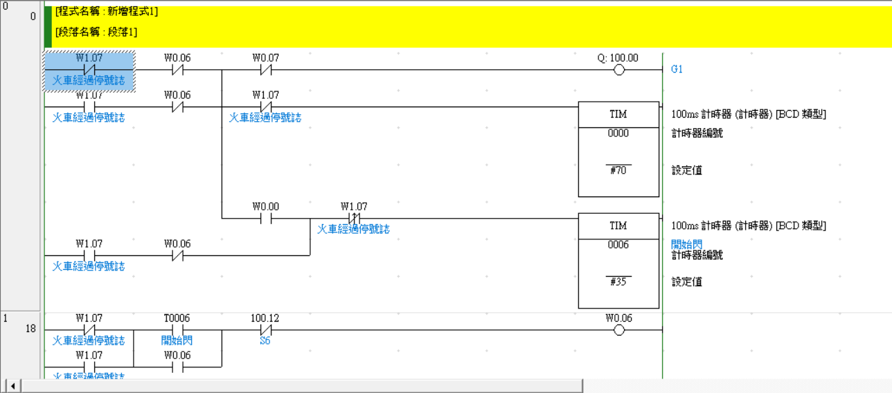 0
0
[程式名稱 : 新增程式1]
[段落名稱 : 段落1]
W1.07 W0.06 W0.07 Q: 100.00
火車經過停號誌 G1
W1.07 W0.06 W1.07
火車經過停號誌 火車經過停號誌
TIM 100ms 計時器 (計時器) [BCD 類型]
0000 計時器編號
#70 設定值
W0.00 W1.07
火車經過停號誌
TIM 100ms 計時器 (計時器) [BCD 類型]
W1.07 W0.06 0006 開始閃
火車經過停號誌 計時器編號
#35 設定值
1
18
W1.07 T0006 100.12 W0.06
火車經過停號誌 開始閃 S6
W1.07 W0.06
火車經過停號誌